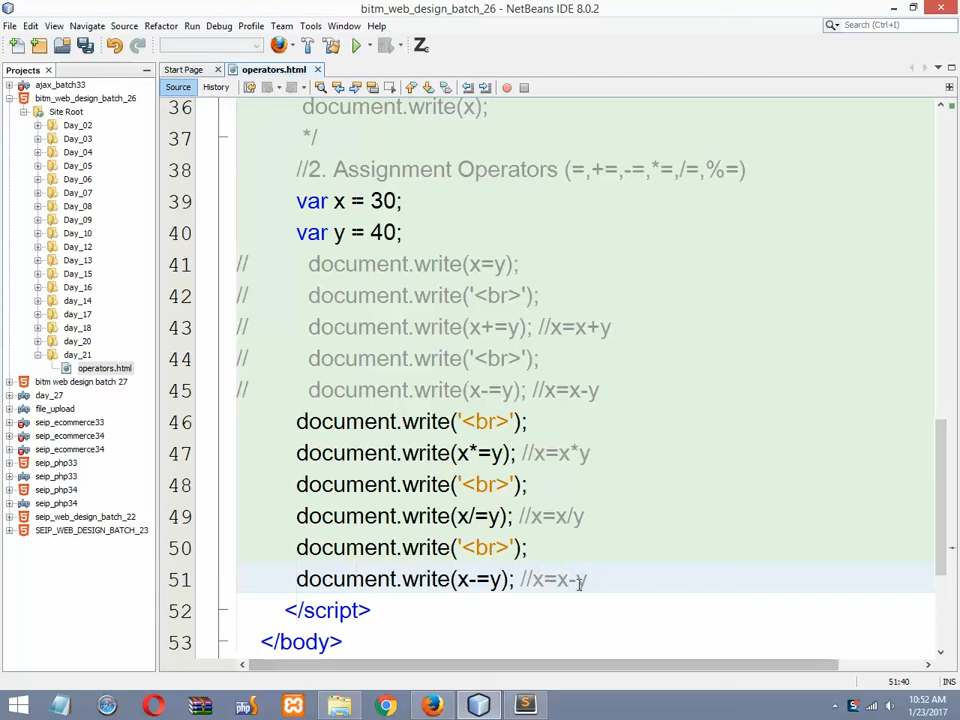 bitm_web_design_batch_26 - NetBeans IDE 8.0.2
File Edit View Navigate Source Refactor Run Debug Profile Team Tools Window Help
Search (Ctrl+I)
Projects
Start Page
operators.html
Source
History
ajax_batch33
bitm_web_design_batch_26
Site Root
Day_02
Day_03
Day_04
Day_05
Day_06
Day_07
Day_08
Day_09
Day_10
Day_12
Day_13
Day_15
Day_16
day_14
day_17
day_18
day_20
day_21
operators.html
bitm web design batch 27
day_27
file_upload
seip_ecommerce33
seip_ecommerce34
seip_ecommerce34
seip_php33
seip_php33
seip_php34
seip_php34
seip_web_design_batch_22
SEIP_WEB_DESIGN_BATCH_23
36 document.write(x);
37 */
38 //2. Assignment Operators (=,+=,-=,*=,/=,%=)
39 var x = 30;
40 var y = 40;
41 // document.write(x=y);
42 // document.write('<br>');
43 // document.write(x+=y); //x=x+y
44 // document.write('<br>');
45 // document.write(x-=y); //x=x-y
46 document.write('<br>');
47 document.write(x*=y); //x=x*y
48 document.write('<br>');
49 document.write(x/=y); //x=x/y
50 document.write('<br>');
51 document.write(x-=y); //x=x-y
52 </script>
53 </body>
51:40 INS
10:52 AM
1/23/2017